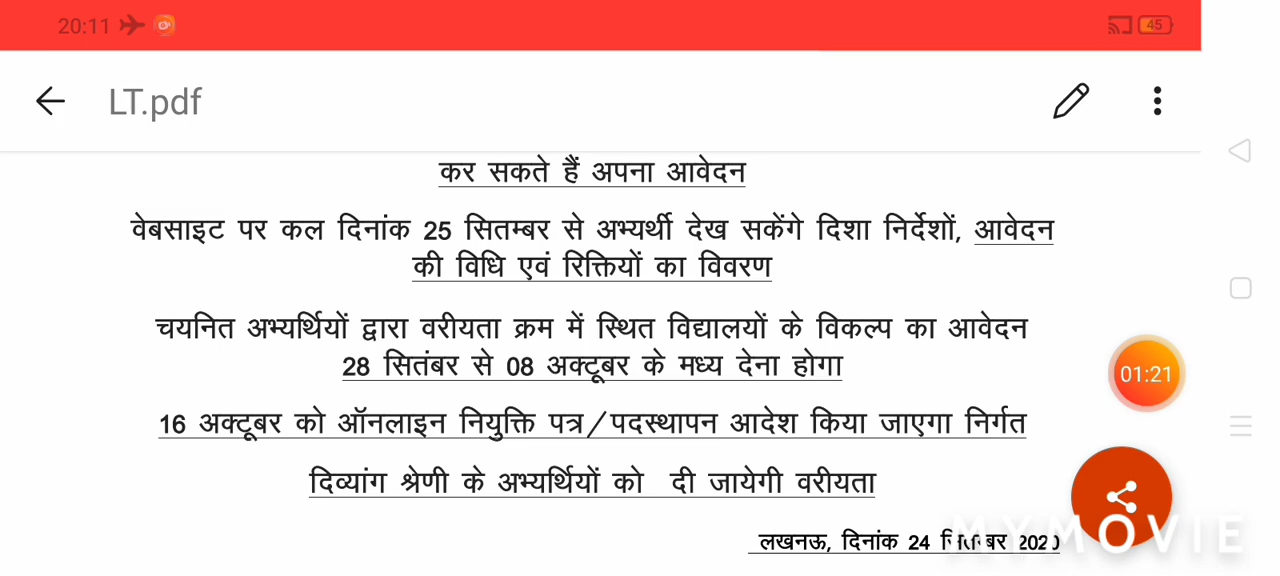 20:11
45
LT.pdf
कर सकते हैं अपना आवेदन
वेबसाइट पर कल दिनांक 25 सितम्बर से अभ्यर्थी देख सकेंगे दिशा निर्देशों, आवेदन
की विधि एवं रिक्तियों का विवरण
चयनित अभ्यर्थियों द्वारा वरीयता क्रम में स्थित विद्यालयों के विकल्प का आवेदन
28 सितंबर से 08 अक्टूबर के मध्य देना होगा
01:21
16 अक्टूबर को ऑनलाइन नियुक्ति पत्र/पदस्थापन आदेश किया जाएगा निर्गत
दिव्यांग श्रेणी के अभ्यर्थियों को दी जायेगी वरीयता
लखनऊ, दिनांक 24 सितम्बर 2020
MYMOVIE